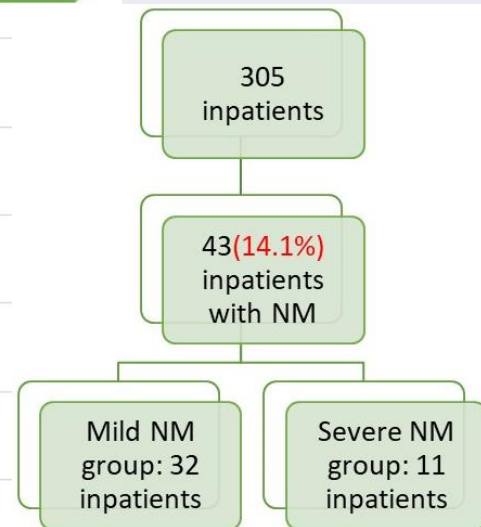 305
inpatients
43(14.1%)
inpatients
with NM
Mild NM
group: 32
inpatients
Severe NM
group: 11
inpatients